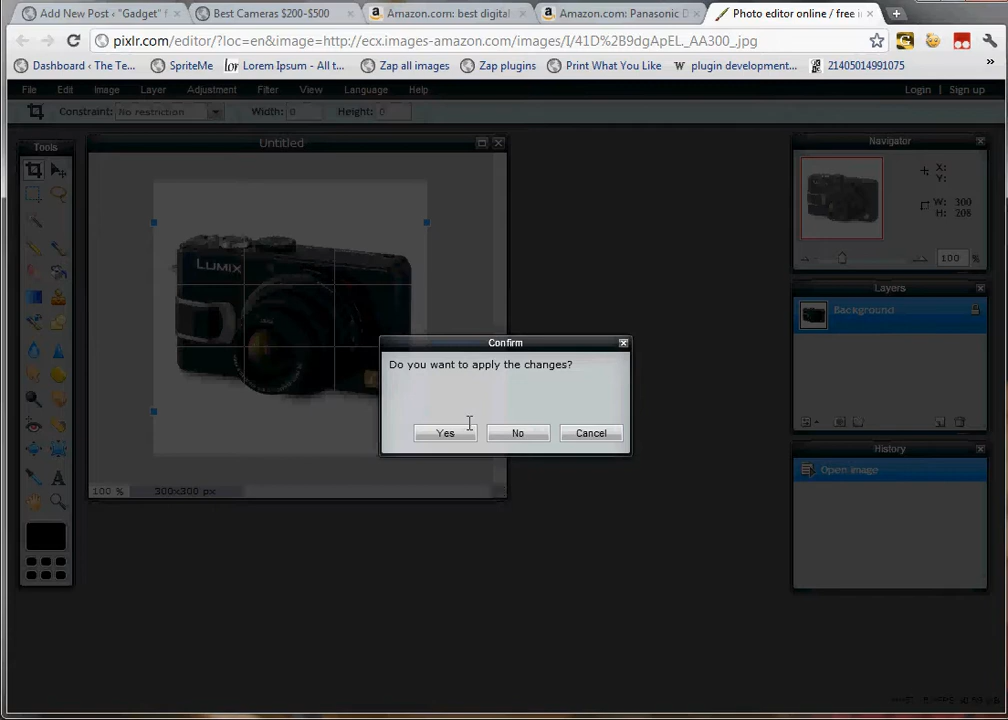 Add New Post ‹ "Gadget" f
Best Cameras $200-$500
Amazon.com: best digital
Amazon.com: Panasonic D
Photo editor online / free i
pixlr.com/editor/?loc=en&image=http://ecx.images-amazon.com/images/I/41D%2B9dgApEL._AA300_.jpg
Dashboard ‹ The Te...
SpriteMe
Lorem Ipsum - All t...
Zap all images
Zap plugins
Print What You Like
plugin development...
21405014991075
File
Edit
Image
Layer
Adjustment
Filter
View
Language
Help
Login | Sign up
Constraint: No restriction
Width: 0
Height: 0
Tools
Untitled
Navigator
X:
Y:
W: 300
H: 208
100 %
LUMIX
Layers
Background
Confirm
Do you want to apply the changes?
Yes
No
Cancel
History
Open image
100 %
300x300 px